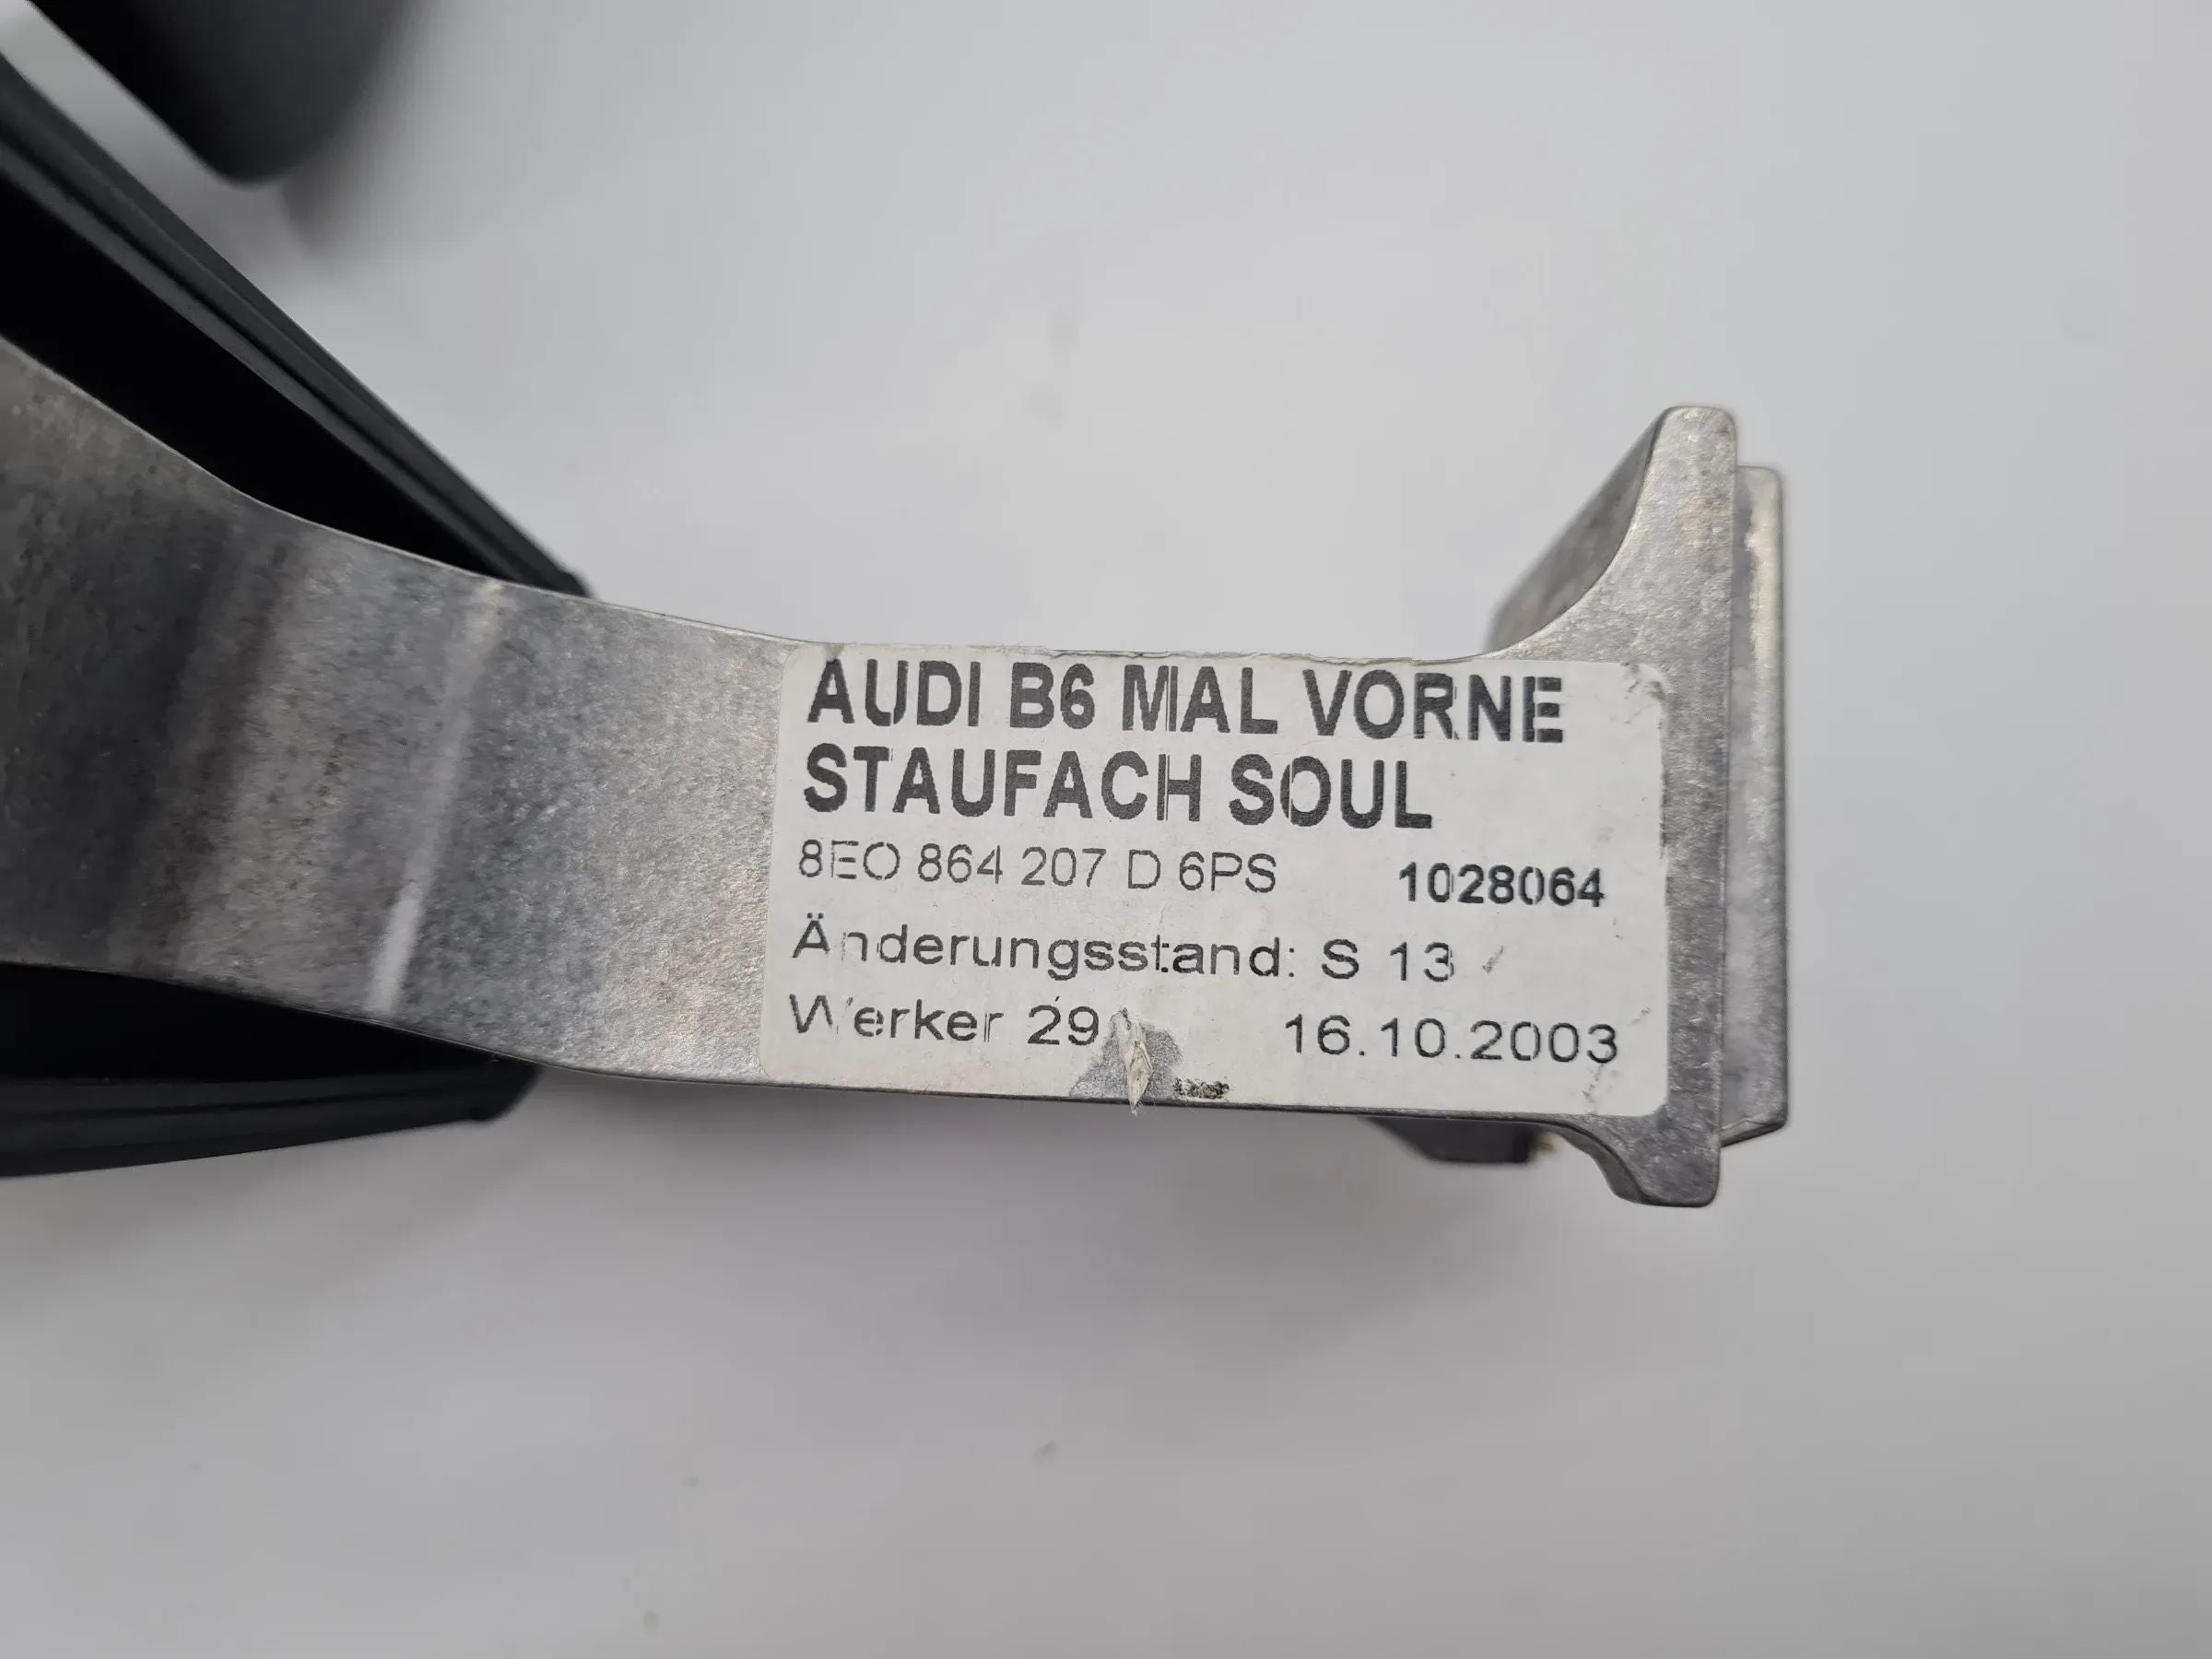 AUDI B6 MAL VORNE
STAUFACH SOUL
8E0 864 207 D 6PS 1028064
Änderungsstand: S 13
Werker 29 16.10.2003